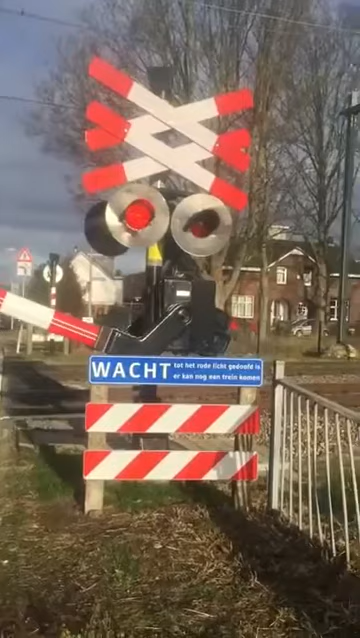 WACHT tot het rode licht gedoofd is
er kan nog een trein komen